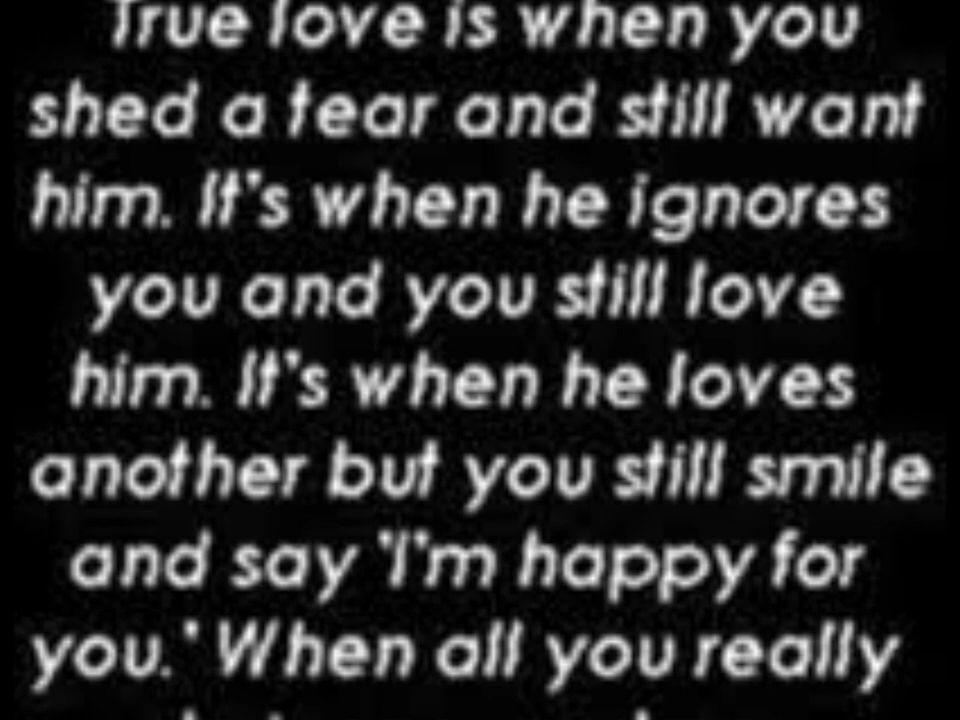 True love is when you
shed a tear and still want
him. It's when he ignores
you and you still love
him. It's when he loves
another but you still smile
and say 'I'm happy for
you.' When all you really